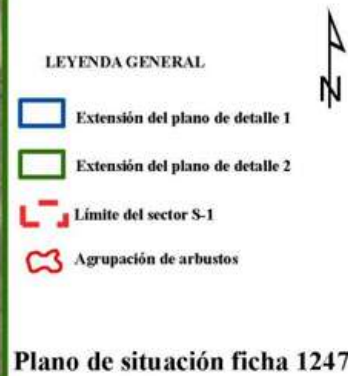 LEYENDA GENERAL
N
Extensión del plano de detalle 1
Extensión del plano de detalle 2
Límite del sector S-1
Agrupación de arbustos
Plano de situación ficha 1247